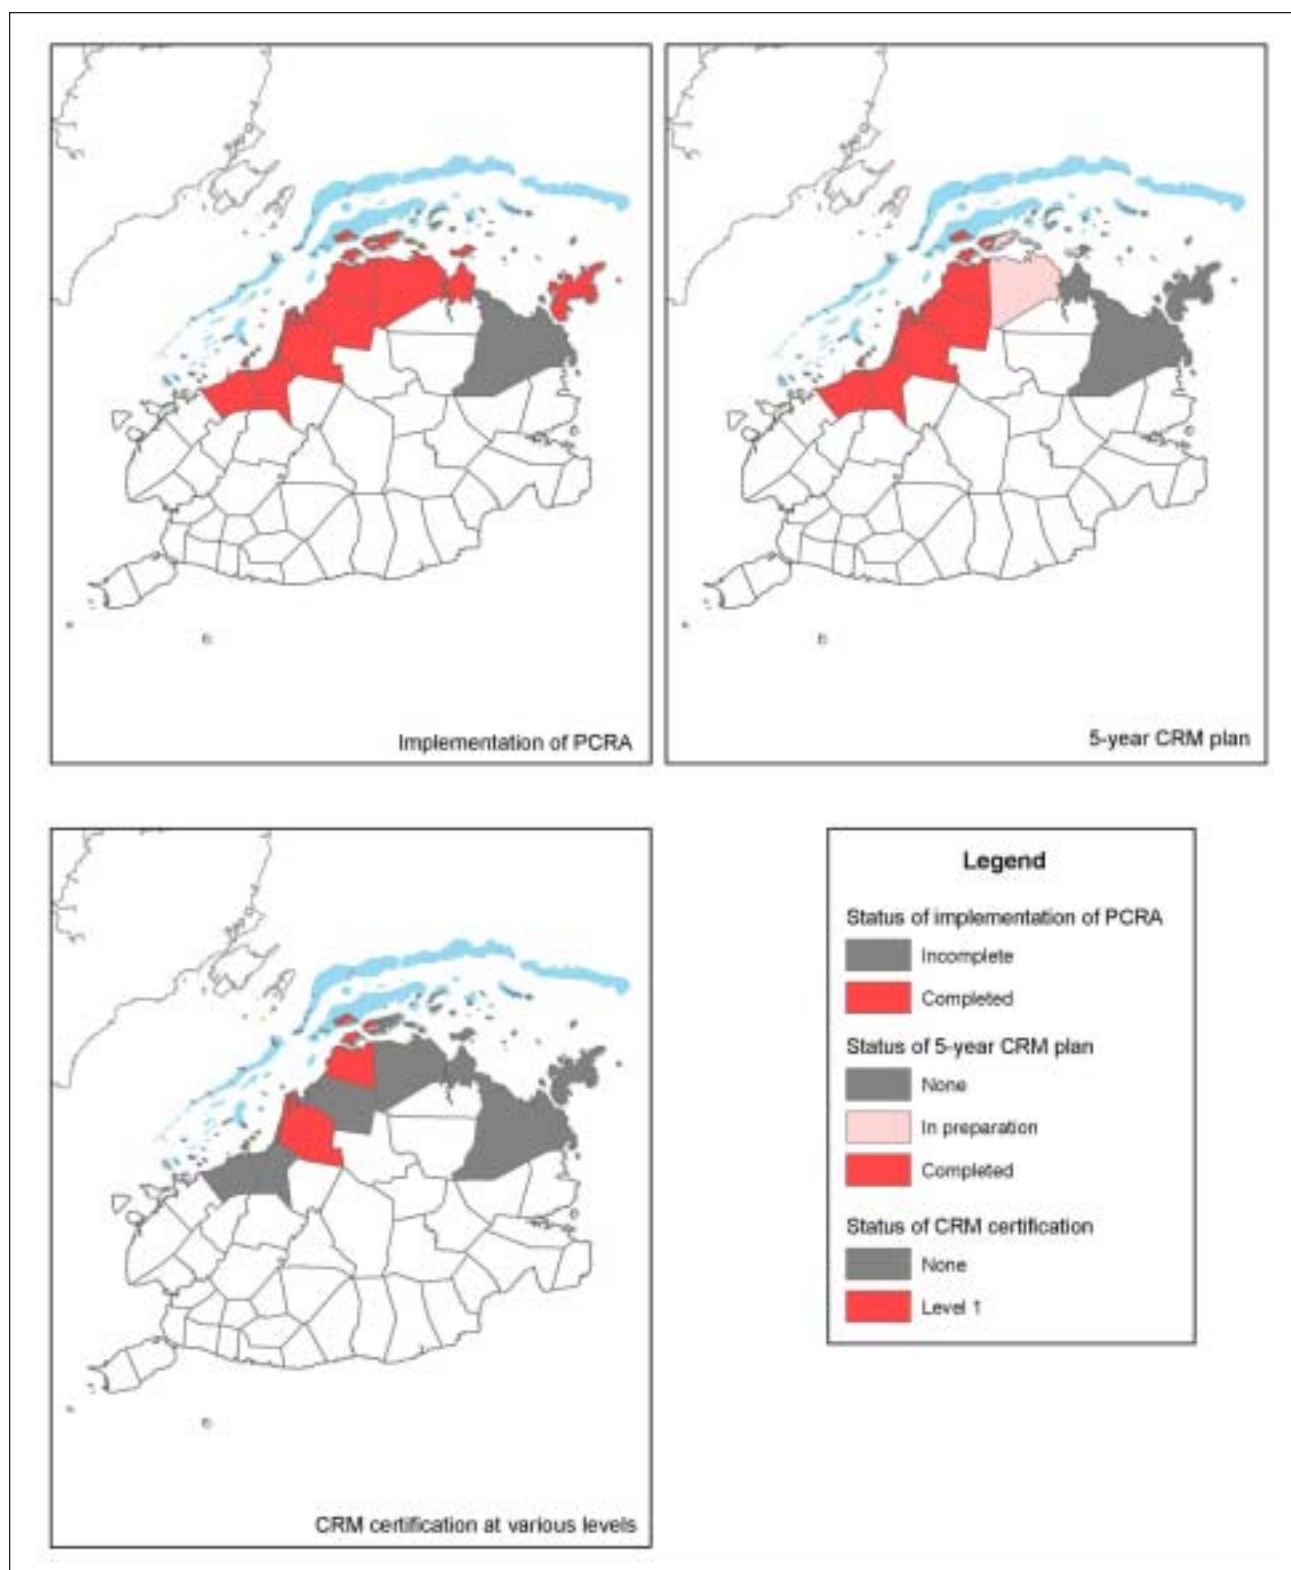 Implementation of PCRA
5-year CRM plan
CRM certification at various levels
Legend
Status of implementation of PCRA
Incomplete
Completed
Status of 5-year CRM plan
None
In preparation
Completed
Status of CRM certification
None
Level 1